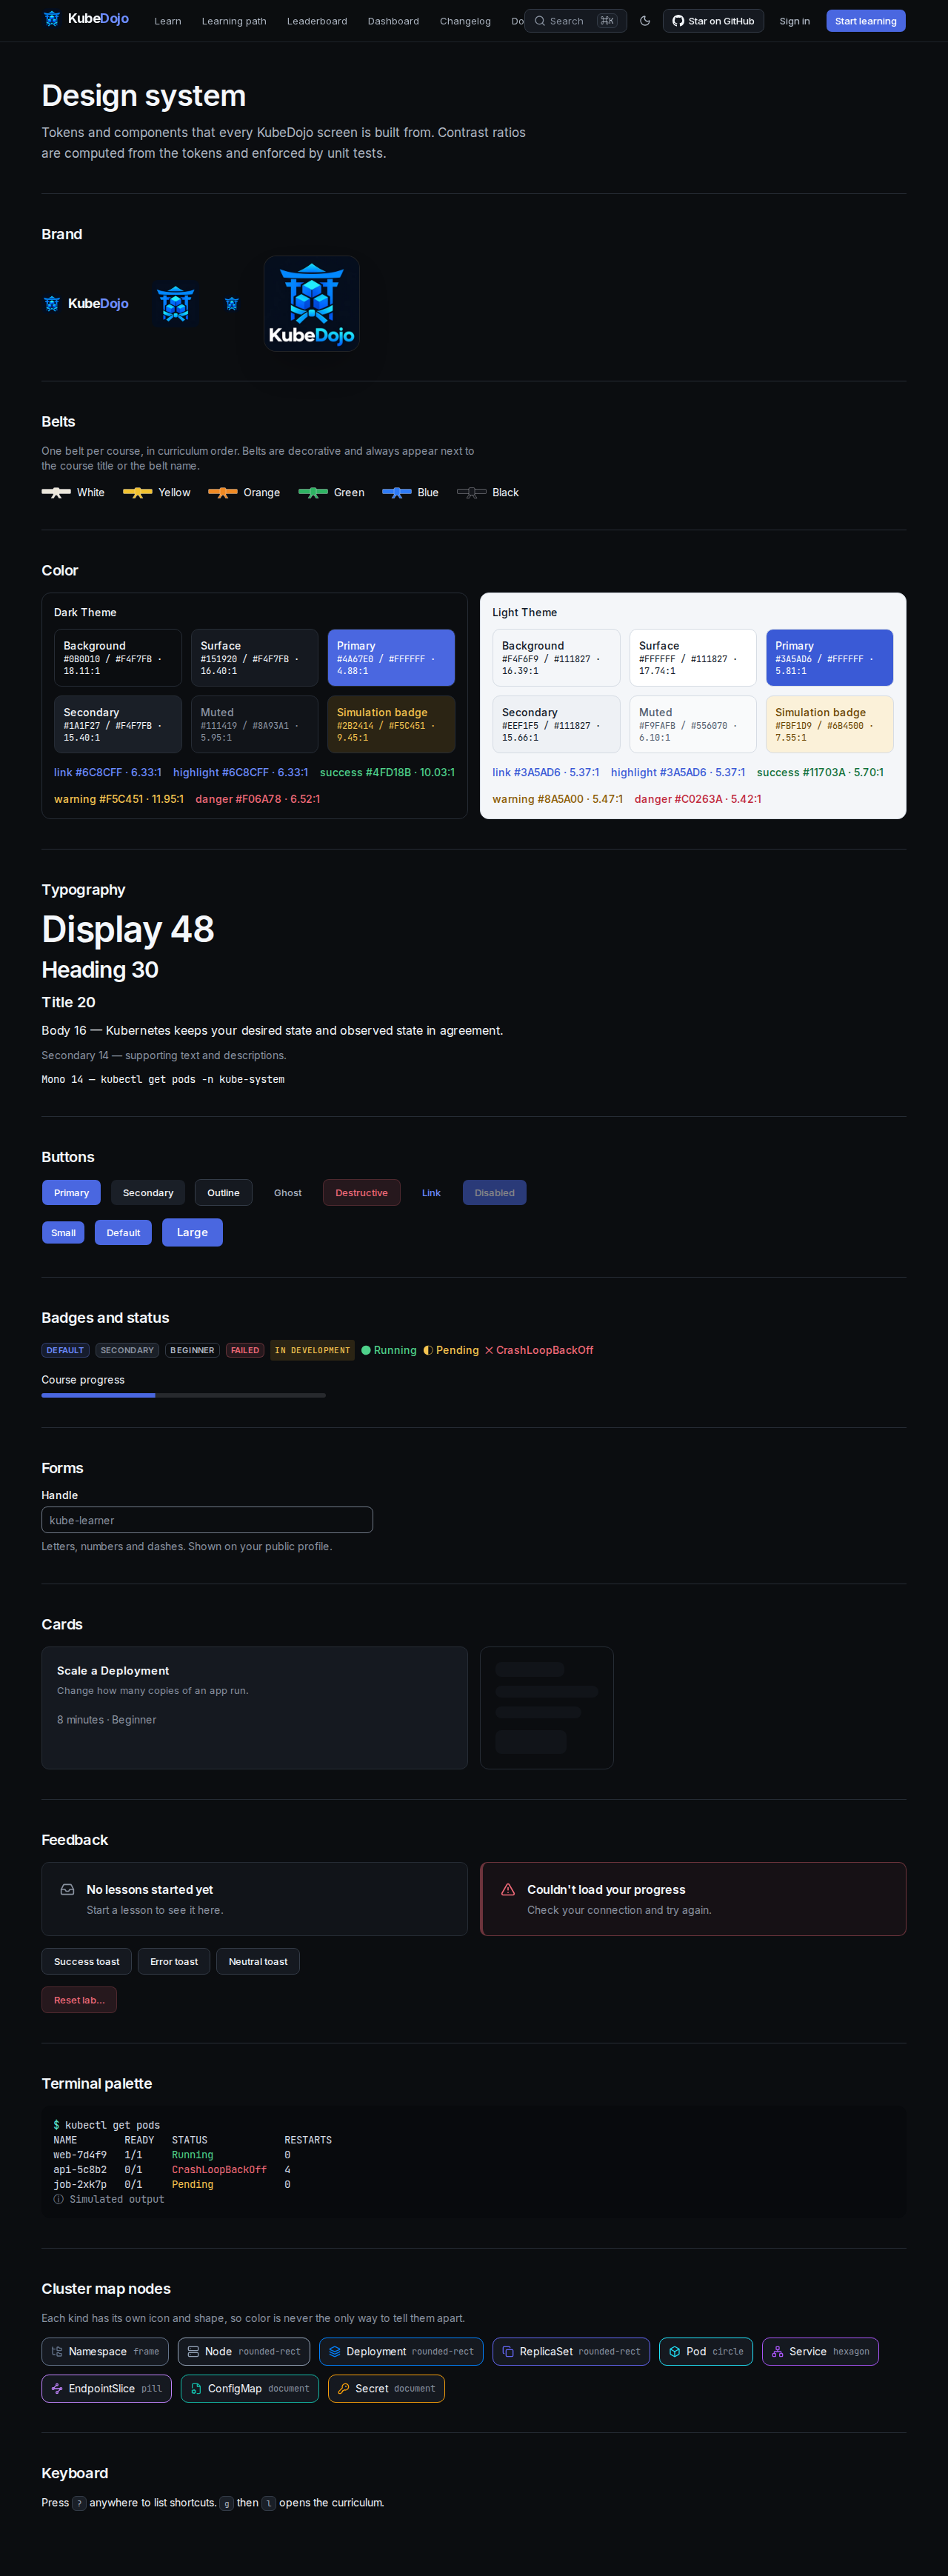 KubeDojo Learn Learning path Leaderboard Dashboard Changelog Do Search ⌘K Star on GitHub Sign in Start learning
Design system
Tokens and components that every KubeDojo screen is built from. Contrast ratios
are computed from the tokens and enforced by unit tests.
Brand
KubeDojo
KubeDojo
Belts
One belt per course, in curriculum order. Belts are decorative and always appear next to
the course title or the belt name.
White Yellow Orange Green Blue Black
Color
Dark Theme
Background
#0B0D10 / #F4F7FB ·
18.11:1
Surface
#151920 / #F4F7FB ·
16.40:1
Primary
#4A67E0 / #FFFFFF ·
4.88:1
Secondary
#1A1F27 / #F4F7FB ·
15.40:1
Muted
#111419 / #8A93A1 ·
5.95:1
Simulation badge
#2B2414 / #F5C451 ·
9.45:1
link #6C8CFF · 6.33:1 highlight #6C8CFF · 6.33:1 success #4FD18B · 10.03:1
warning #F5C451 · 11.95:1 danger #F06A78 · 6.52:1
Light Theme
Background
#F4F6F9 / #111827 ·
16.39:1
Surface
#FFFFFF / #111827 ·
17.74:1
Primary
#3A5AD6 / #FFFFFF ·
5.81:1
Secondary
#EEF1F5 / #111827 ·
15.66:1
Muted
#F9FAFB / #556070 ·
6.10:1
Simulation badge
#FBF1D9 / #6B4500 ·
7.55:1
link #3A5AD6 · 5.37:1 highlight #3A5AD6 · 5.37:1 success #11703A · 5.70:1
warning #8A5A00 · 5.47:1 danger #C0263A · 5.42:1
Typography
Display 48
Heading 30
Title 20
Body 16 — Kubernetes keeps your desired state and observed state in agreement.
Secondary 14 — supporting text and descriptions.
Mono 14 — kubectl get pods -n kube-system
Buttons
Primary Secondary Outline Ghost Destructive Link Disabled
Small Default Large
Badges and status
DEFAULT SECONDARY BEGINNER FAILED IN DEVELOPMENT Running Pending CrashLoopBackOff
Course progress
Forms
Handle
kube-learner
Letters, numbers and dashes. Shown on your public profile.
Cards
Scale a Deployment
Change how many copies of an app run.
8 minutes · Beginner
Feedback
No lessons started yet
Start a lesson to see it here.
Couldn't load your progress
Check your connection and try again.
Success toast Error toast Neutral toast
Reset lab…
Terminal palette
$ kubectl get pods
NAME READY STATUS RESTARTS
web-7d4f9 1/1 Running 0
api-5c8b2 0/1 CrashLoopBackOff 4
job-2xk7p 0/1 Pending 0
ⓘ Simulated output
Cluster map nodes
Each kind has its own icon and shape, so color is never the only way to tell them apart.
Namespace frame Node rounded-rect Deployment rounded-rect ReplicaSet rounded-rect Pod circle Service hexagon
EndpointSlice pill ConfigMap document Secret document
Keyboard
Press ? anywhere to list shortcuts. g then l opens the curriculum.